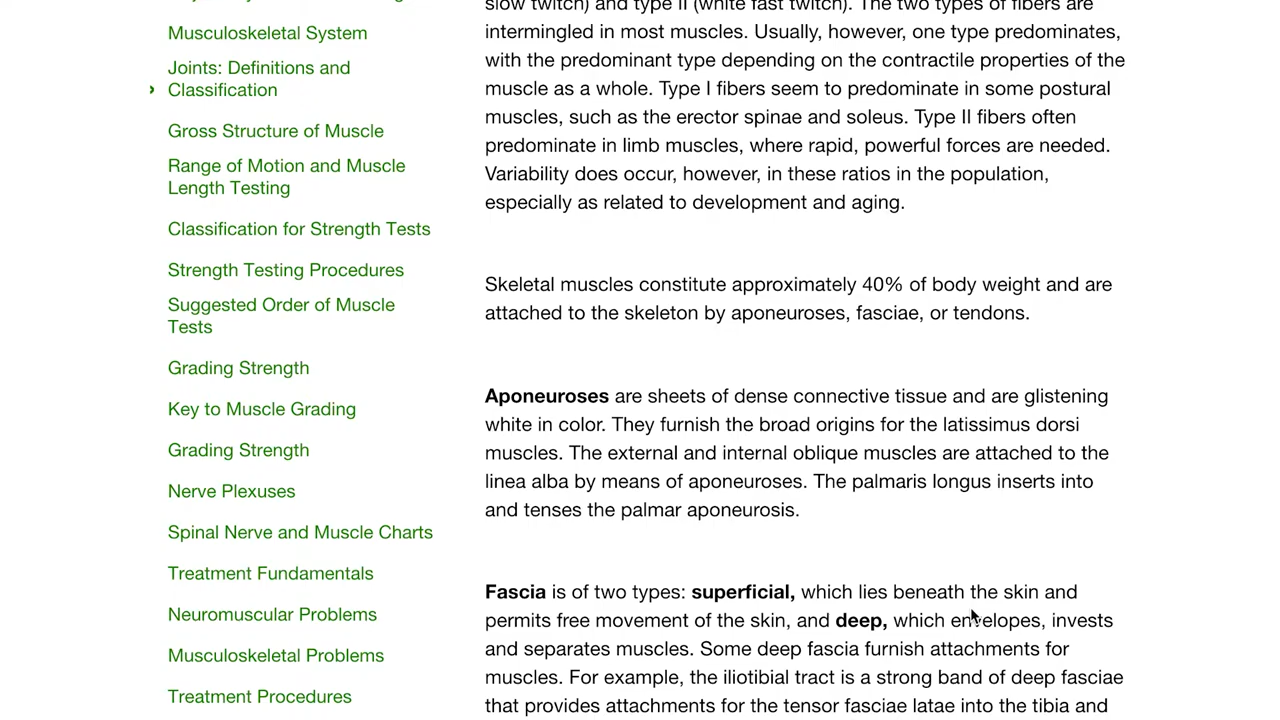 Musculoskeletal System
Joints: Definitions and
Classification
Gross Structure of Muscle
Range of Motion and Muscle
Length Testing
Classification for Strength Tests
Strength Testing Procedures
Suggested Order of Muscle
Tests
Grading Strength
Key to Muscle Grading
Grading Strength
Nerve Plexuses
Spinal Nerve and Muscle Charts
Treatment Fundamentals
Neuromuscular Problems
Musculoskeletal Problems
Treatment Procedures
slow twitch) and type II (white fast twitch). The two types of fibers are
intermingled in most muscles. Usually, however, one type predominates,
with the predominant type depending on the contractile properties of the
muscle as a whole. Type I fibers seem to predominate in some postural
muscles, such as the erector spinae and soleus. Type II fibers often
predominate in limb muscles, where rapid, powerful forces are needed.
Variability does occur, however, in these ratios in the population,
especially as related to development and aging.
Skeletal muscles constitute approximately 40% of body weight and are
attached to the skeleton by aponeuroses, fasciae, or tendons.
Aponeuroses are sheets of dense connective tissue and are glistening
white in color. They furnish the broad origins for the latissimus dorsi
muscles. The external and internal oblique muscles are attached to the
linea alba by means of aponeuroses. The palmaris longus inserts into
and tenses the palmar aponeurosis.
Fascia is of two types: superficial, which lies beneath the skin and
permits free movement of the skin, and deep, which envelopes, invests
and separates muscles. Some deep fascia furnish attachments for
muscles. For example, the iliotibial tract is a strong band of deep fasciae
that provides attachments for the tensor fasciae latae into the tibia and